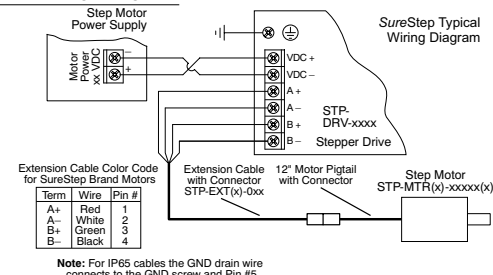 Step Motor
Power Supply
SureStep Typical
Wiring Diagram
Motor
Power
xx VDC
–
+
VDC +
VDC –
A +
A –
B +
B –
STP-
DRV-xxxx
Stepper Drive
Extension Cable Color Code
for SureStep Brand Motors
Term Wire Pin #
A+ Red 1
A– White 2
B+ Green 3
B– Black 4
Extension Cable
with Connector
STP-EXT(x)-0xx
12" Motor Pigtail
with Connector
Step Motor
STP-MTR(x)-xxxxx(x)
Note: For IP65 cables the GND drain wire
connects to the GND screw and Pin #5